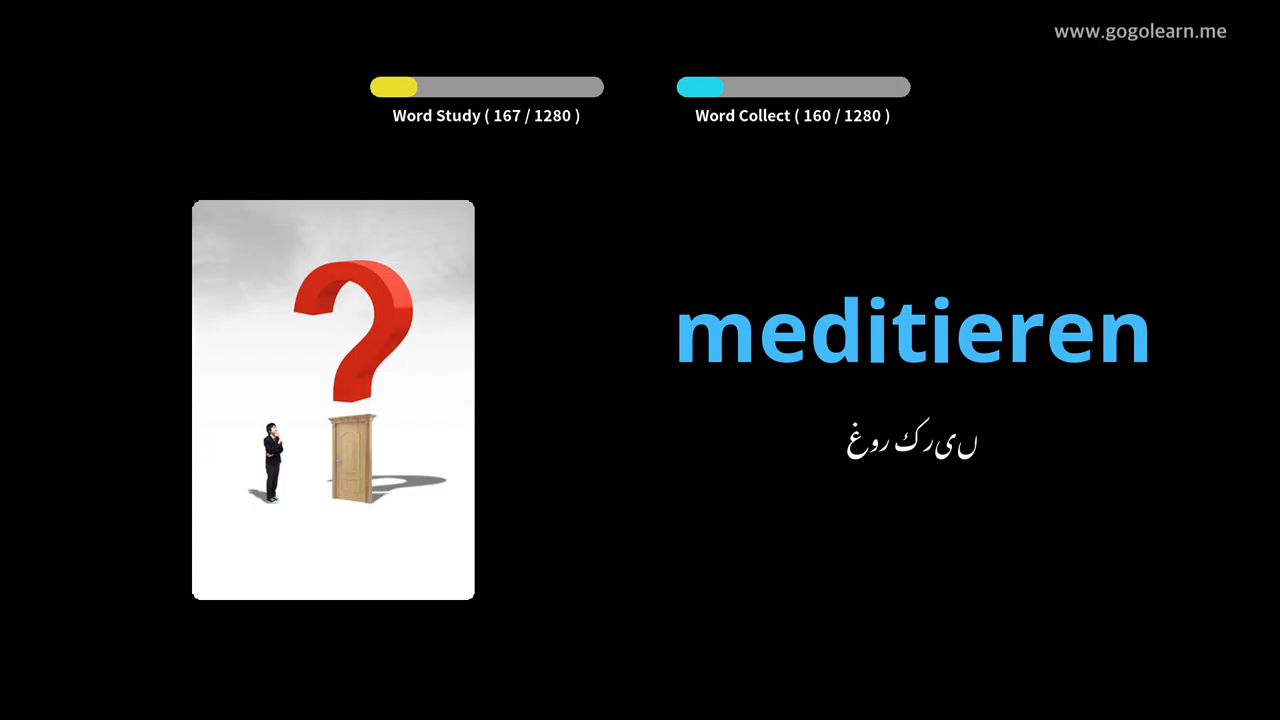 www.gogolearn.me
Word Study ( 167 / 1280 )
Word Collect ( 160 / 1280 )
meditieren
ںیرک روغ